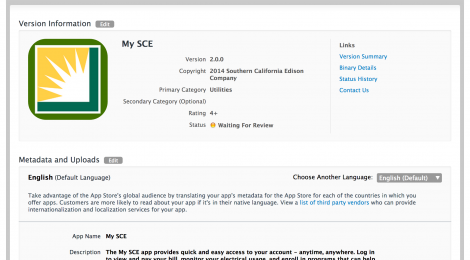 Version Information Edit
My SCE
Version 2.0.0
Copyright 2014 Southern California Edison
Company
Primary Category Utilities
Secondary Category (Optional)
Rating 4+
Status Waiting For Review
Links
Version Summary
Binary Details
Status History
Contact Us
Metadata and Uploads Edit
English (Default Language)
Choose Another Language: English (Default)
Take advantage of the App Store's global audience by translating your app's metadata for the App Store for each of the countries in which you
offer apps. Customers are more likely to read about your app if it's in their native language. View a list of third party vendors who can provide
internationalization and localization services for your app.
App Name My SCE
Description The My SCE app provides quick and easy access to your account – anytime, anywhere. Log in
to view and pay your bill, monitor your electrical usage, and enroll in programs that can help